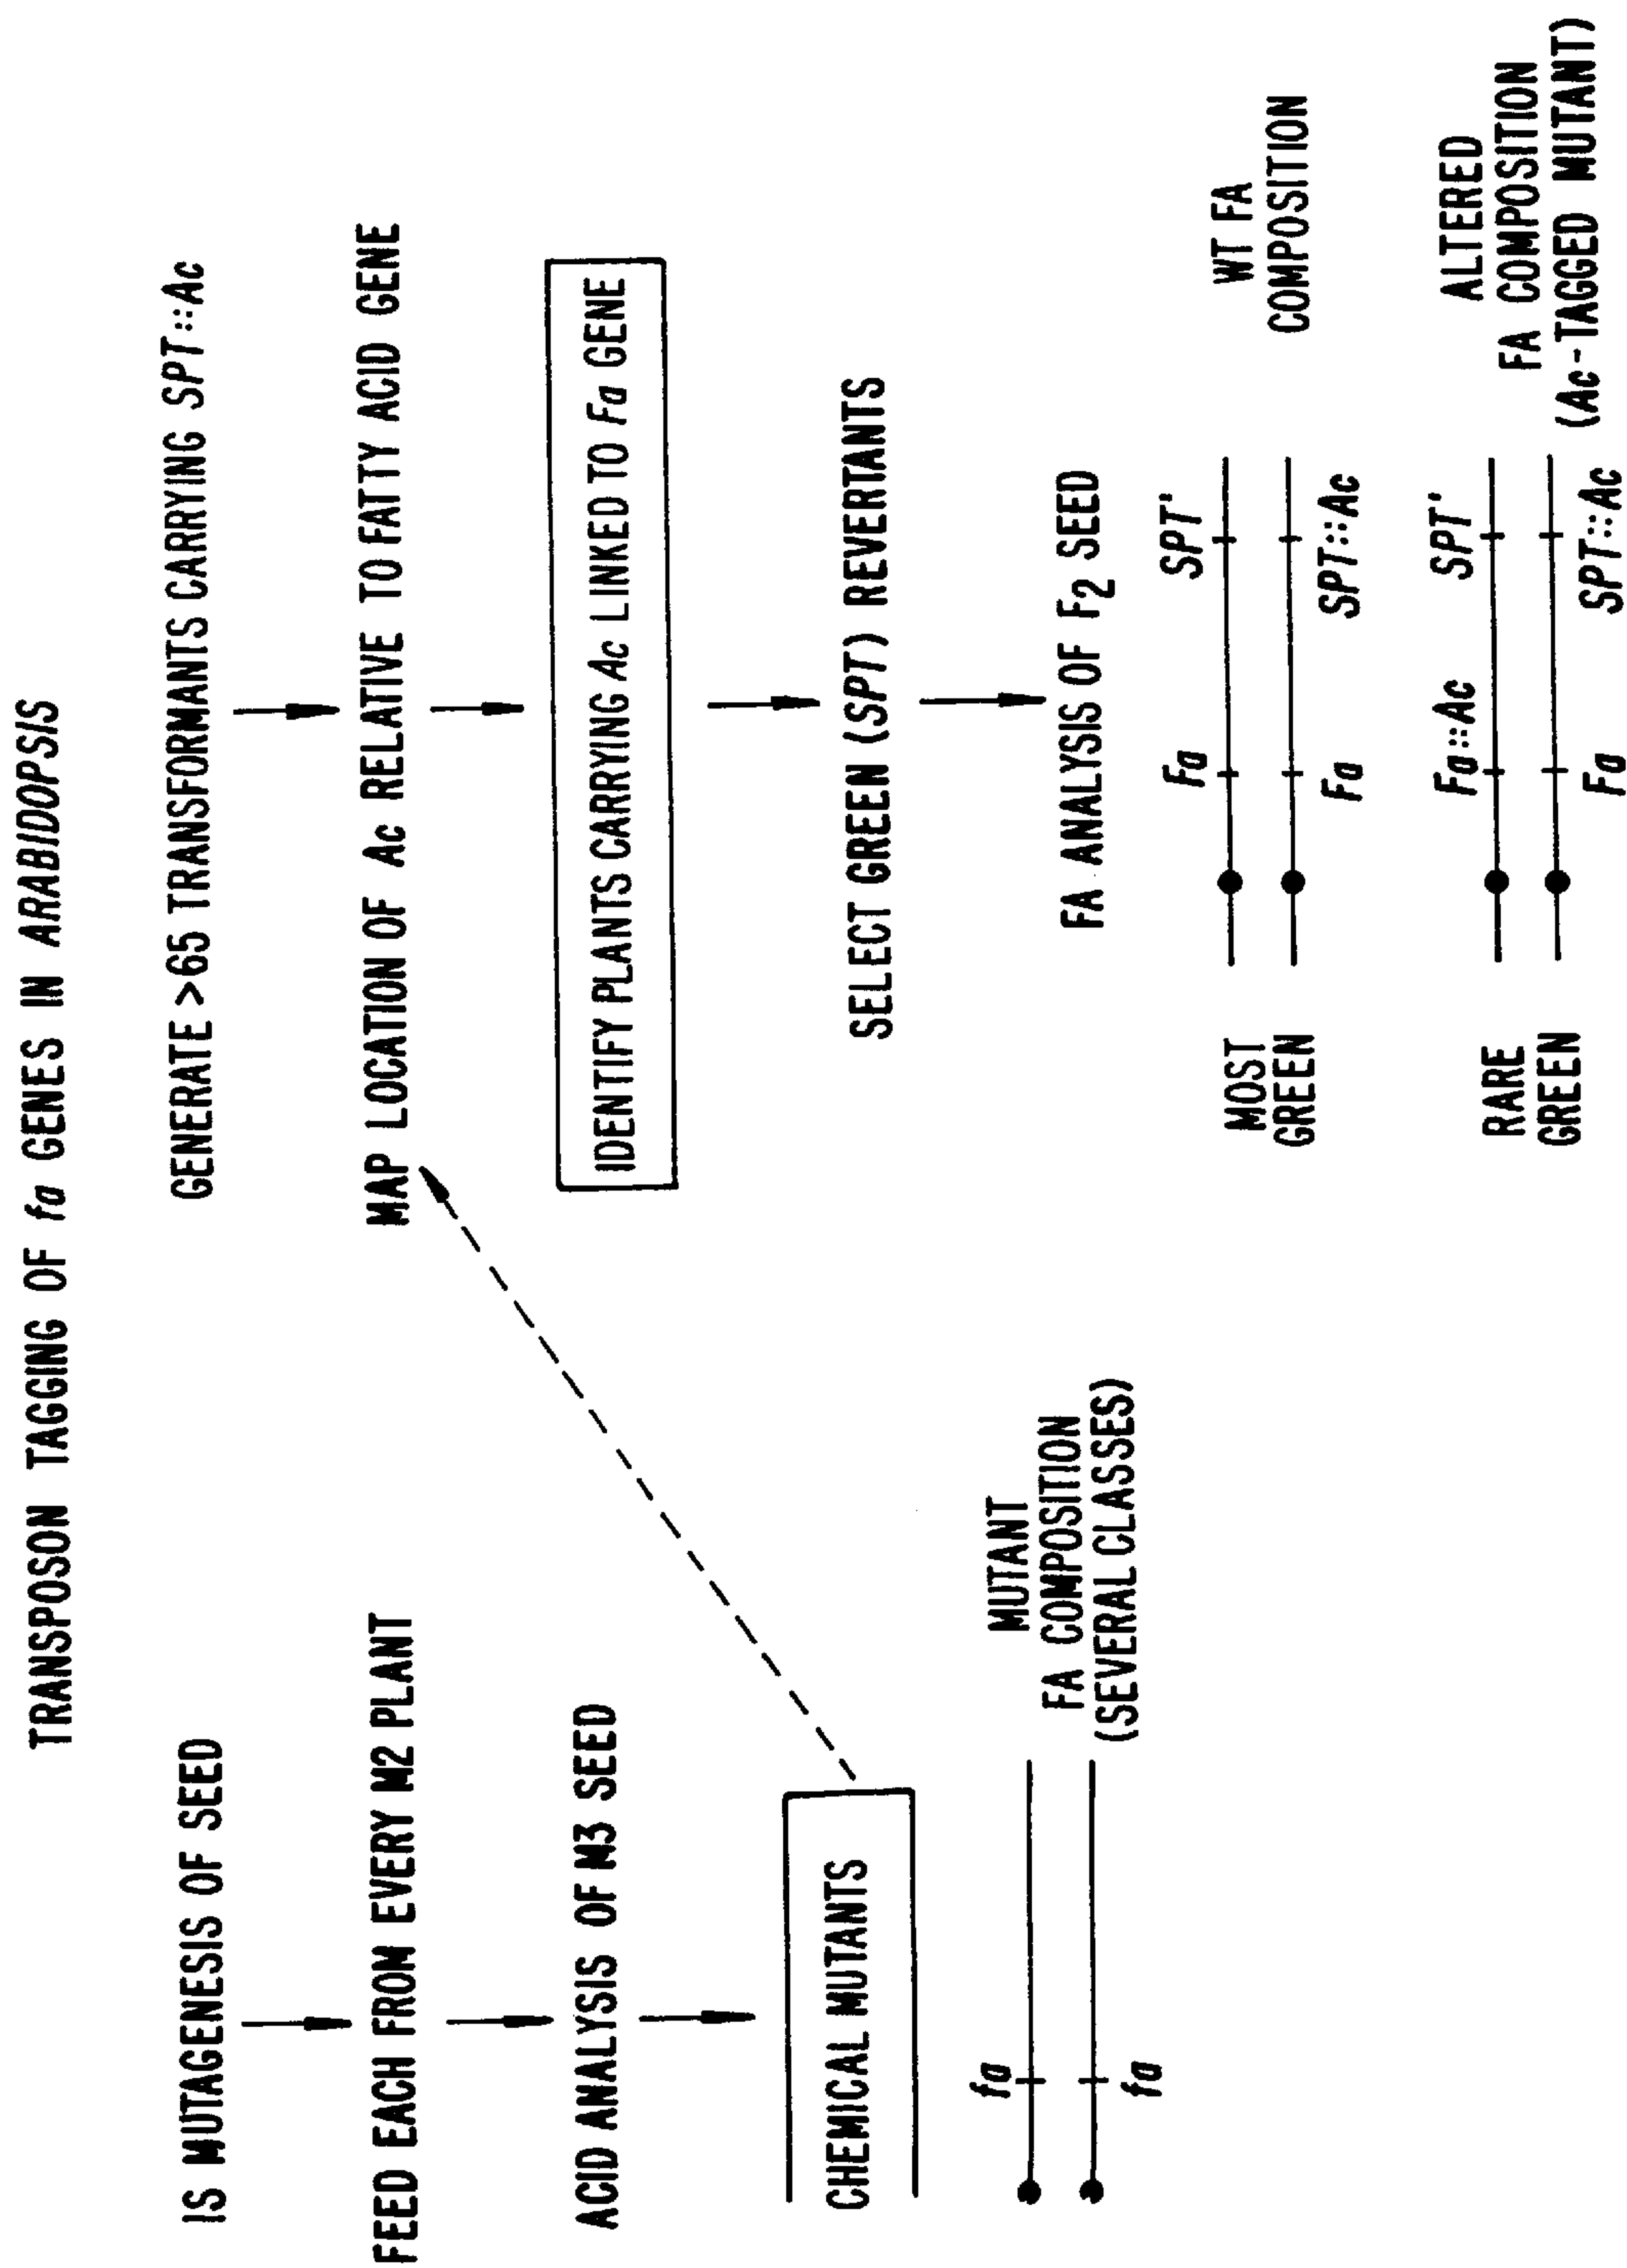 TRANSPOSON TAGGING OF fa GENES IN ARABIDOPSIS
IS MUTAGENESIS OF SEED
FEED EACH FROM EVERY M2 PLANT
ACID ANALYSIS OF M3 SEED
CHEMICAL MUTANTS
fa
fa
MUTANT
FA COMPOSITION
(SEVERAL CLASSES)
GENERATE >65 TRANSFORMANTS CARRYING SPT::Ac
MAP LOCATION OF Ac RELATIVE TO FATTY ACID GENE
IDENTIFY PLANTS CARRYING Ac LINKED TO Fa GENE
SELECT GREEN (SPT) REVERTANTS
FA ANALYSIS OF F2 SEED
MOST
GREEN
Fa SPT'
Fa SPT::Ac
WT FA
COMPOSITION
RARE
GREEN
Fa::Ac SPT'
Fa SPT::Ac
ALTERED
FA COMPOSITION
(Ac-TAGGED MUTANT)